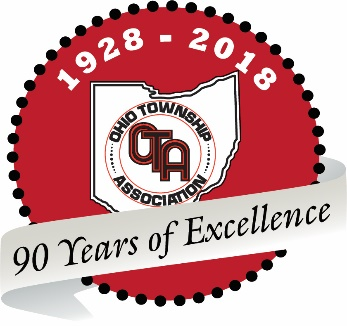 1928 - 2018
OHIO TOWNSHIP
OTA
ASSOCIATION
90 Years of Excellence